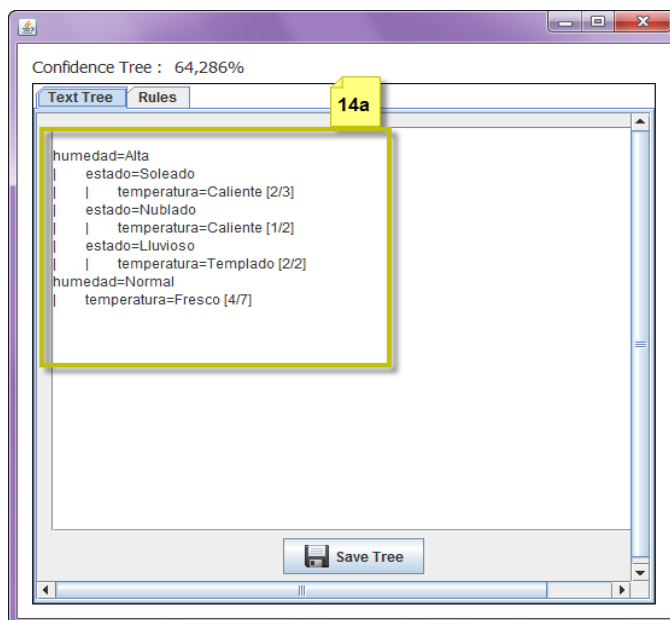 Confidence Tree : 64,286%
Text Tree Rules
14a
humedad=Alta
| estado=Soleado
| | temperatura=Caliente [2/3]
| estado=Nublado
| | temperatura=Caliente [1/2]
| estado=Lluvioso
| | temperatura=Templado [2/2]
humedad=Normal
| temperatura=Fresco [4/7]
Save Tree